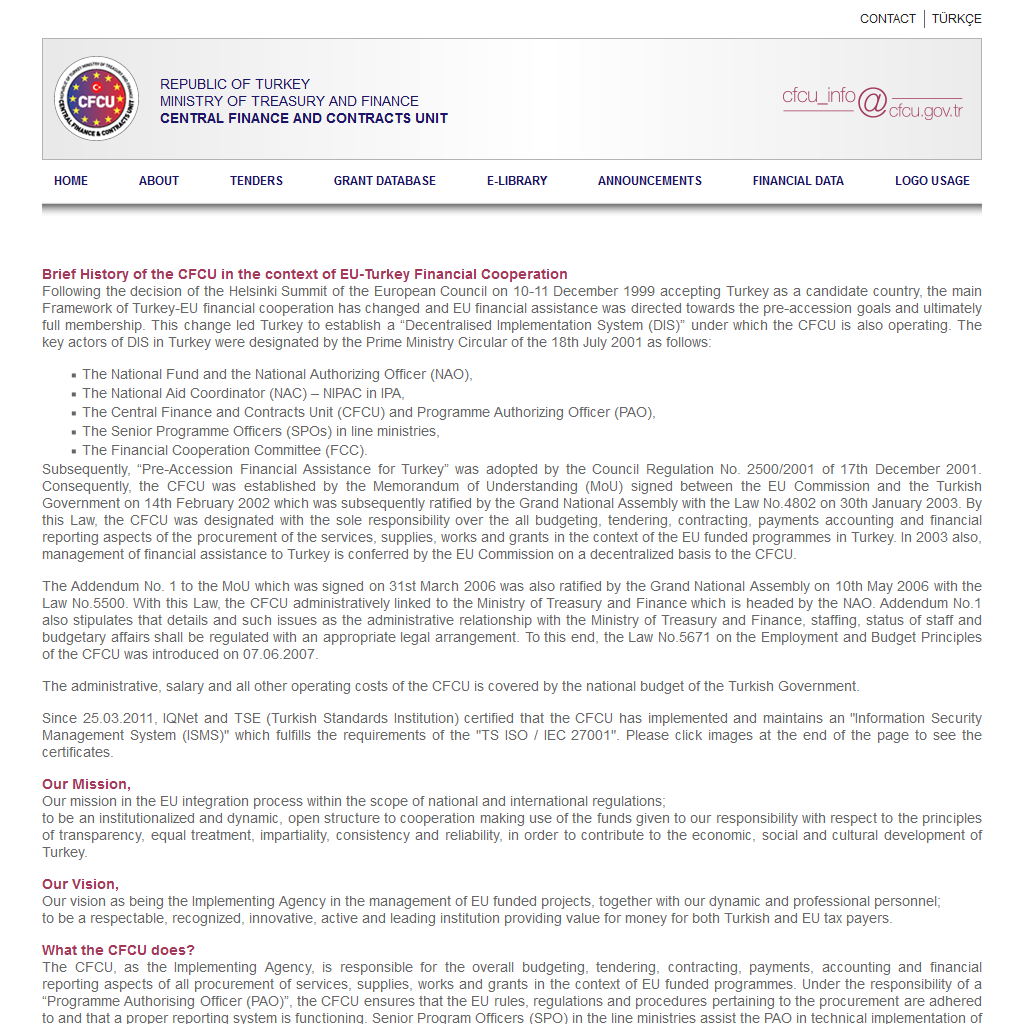 CONTACT TÜRKÇE
CFCU
CENTRAL FINANCE & CONTRACTS UNIT
REPUBLIC OF TURKEY
MINISTRY OF TREASURY AND FINANCE
CENTRAL FINANCE AND CONTRACTS UNIT
cfcu_info@cfcu.gov.tr
HOME ABOUT TENDERS GRANT DATABASE E-LIBRARY ANNOUNCEMENTS FINANCIAL DATA LOGO USAGE
Brief History of the CFCU in the context of EU-Turkey Financial Cooperation
Following the decision of the Helsinki Summit of the European Council on 10-11 December 1999 accepting Turkey as a candidate country, the main
Framework of Turkey-EU financial cooperation has changed and EU financial assistance was directed towards the pre-accession goals and ultimately
full membership. This change led Turkey to establish a “Decentralised Implementation System (DIS)” under which the CFCU is also operating. The
key actors of DIS in Turkey were designated by the Prime Ministry Circular of the 18th July 2001 as follows:
▪ The National Fund and the National Authorizing Officer (NAO),
▪ The National Aid Coordinator (NAC) – NIPAC in IPA,
▪ The Central Finance and Contracts Unit (CFCU) and Programme Authorizing Officer (PAO),
▪ The Senior Programme Officers (SPOs) in line ministries,
▪ The Financial Cooperation Committee (FCC).
Subsequently, “Pre-Accession Financial Assistance for Turkey” was adopted by the Council Regulation No. 2500/2001 of 17th December 2001.
Consequently, the CFCU was established by the Memorandum of Understanding (MoU) signed between the EU Commission and the Turkish
Government on 14th February 2002 which was subsequently ratified by the Grand National Assembly with the Law No.4802 on 30th January 2003. By
this Law, the CFCU was designated with the sole responsibility over the all budgeting, tendering, contracting, payments accounting and financial
reporting aspects of the procurement of the services, supplies, works and grants in the context of the EU funded programmes in Turkey. In 2003 also,
management of financial assistance to Turkey is conferred by the EU Commission on a decentralized basis to the CFCU.
The Addendum No. 1 to the MoU which was signed on 31st March 2006 was also ratified by the Grand National Assembly on 10th May 2006 with the
Law No.5500. With this Law, the CFCU administratively linked to the Ministry of Treasury and Finance which is headed by the NAO. Addendum No.1
also stipulates that details and such issues as the administrative relationship with the Ministry of Treasury and Finance, staffing, status of staff and
budgetary affairs shall be regulated with an appropriate legal arrangement. To this end, the Law No.5671 on the Employment and Budget Principles
of the CFCU was introduced on 07.06.2007.
The administrative, salary and all other operating costs of the CFCU is covered by the national budget of the Turkish Government.
Since 25.03.2011, IQNet and TSE (Turkish Standards Institution) certified that the CFCU has implemented and maintains an "Information Security
Management System (ISMS)" which fulfills the requirements of the "TS ISO / IEC 27001". Please click images at the end of the page to see the
certificates.
Our Mission,
Our mission in the EU integration process within the scope of national and international regulations;
to be an institutionalized and dynamic, open structure to cooperation making use of the funds given to our responsibility with respect to the principles
of transparency, equal treatment, impartiality, consistency and reliability, in order to contribute to the economic, social and cultural development of
Turkey.
Our Vision,
Our vision as being the Implementing Agency in the management of EU funded projects, together with our dynamic and professional personnel;
to be a respectable, recognized, innovative, active and leading institution providing value for money for both Turkish and EU tax payers.
What the CFCU does?
The CFCU, as the Implementing Agency, is responsible for the overall budgeting, tendering, contracting, payments, accounting and financial
reporting aspects of all procurement of services, supplies, works and grants in the context of EU funded programmes. Under the responsibility of a
“Programme Authorising Officer (PAO)”, the CFCU ensures that the EU rules, regulations and procedures pertaining to the procurement are adhered
to and that a proper reporting system is functioning. Senior Program Officers (SPO) in the line ministries assist the PAO in technical implementation of